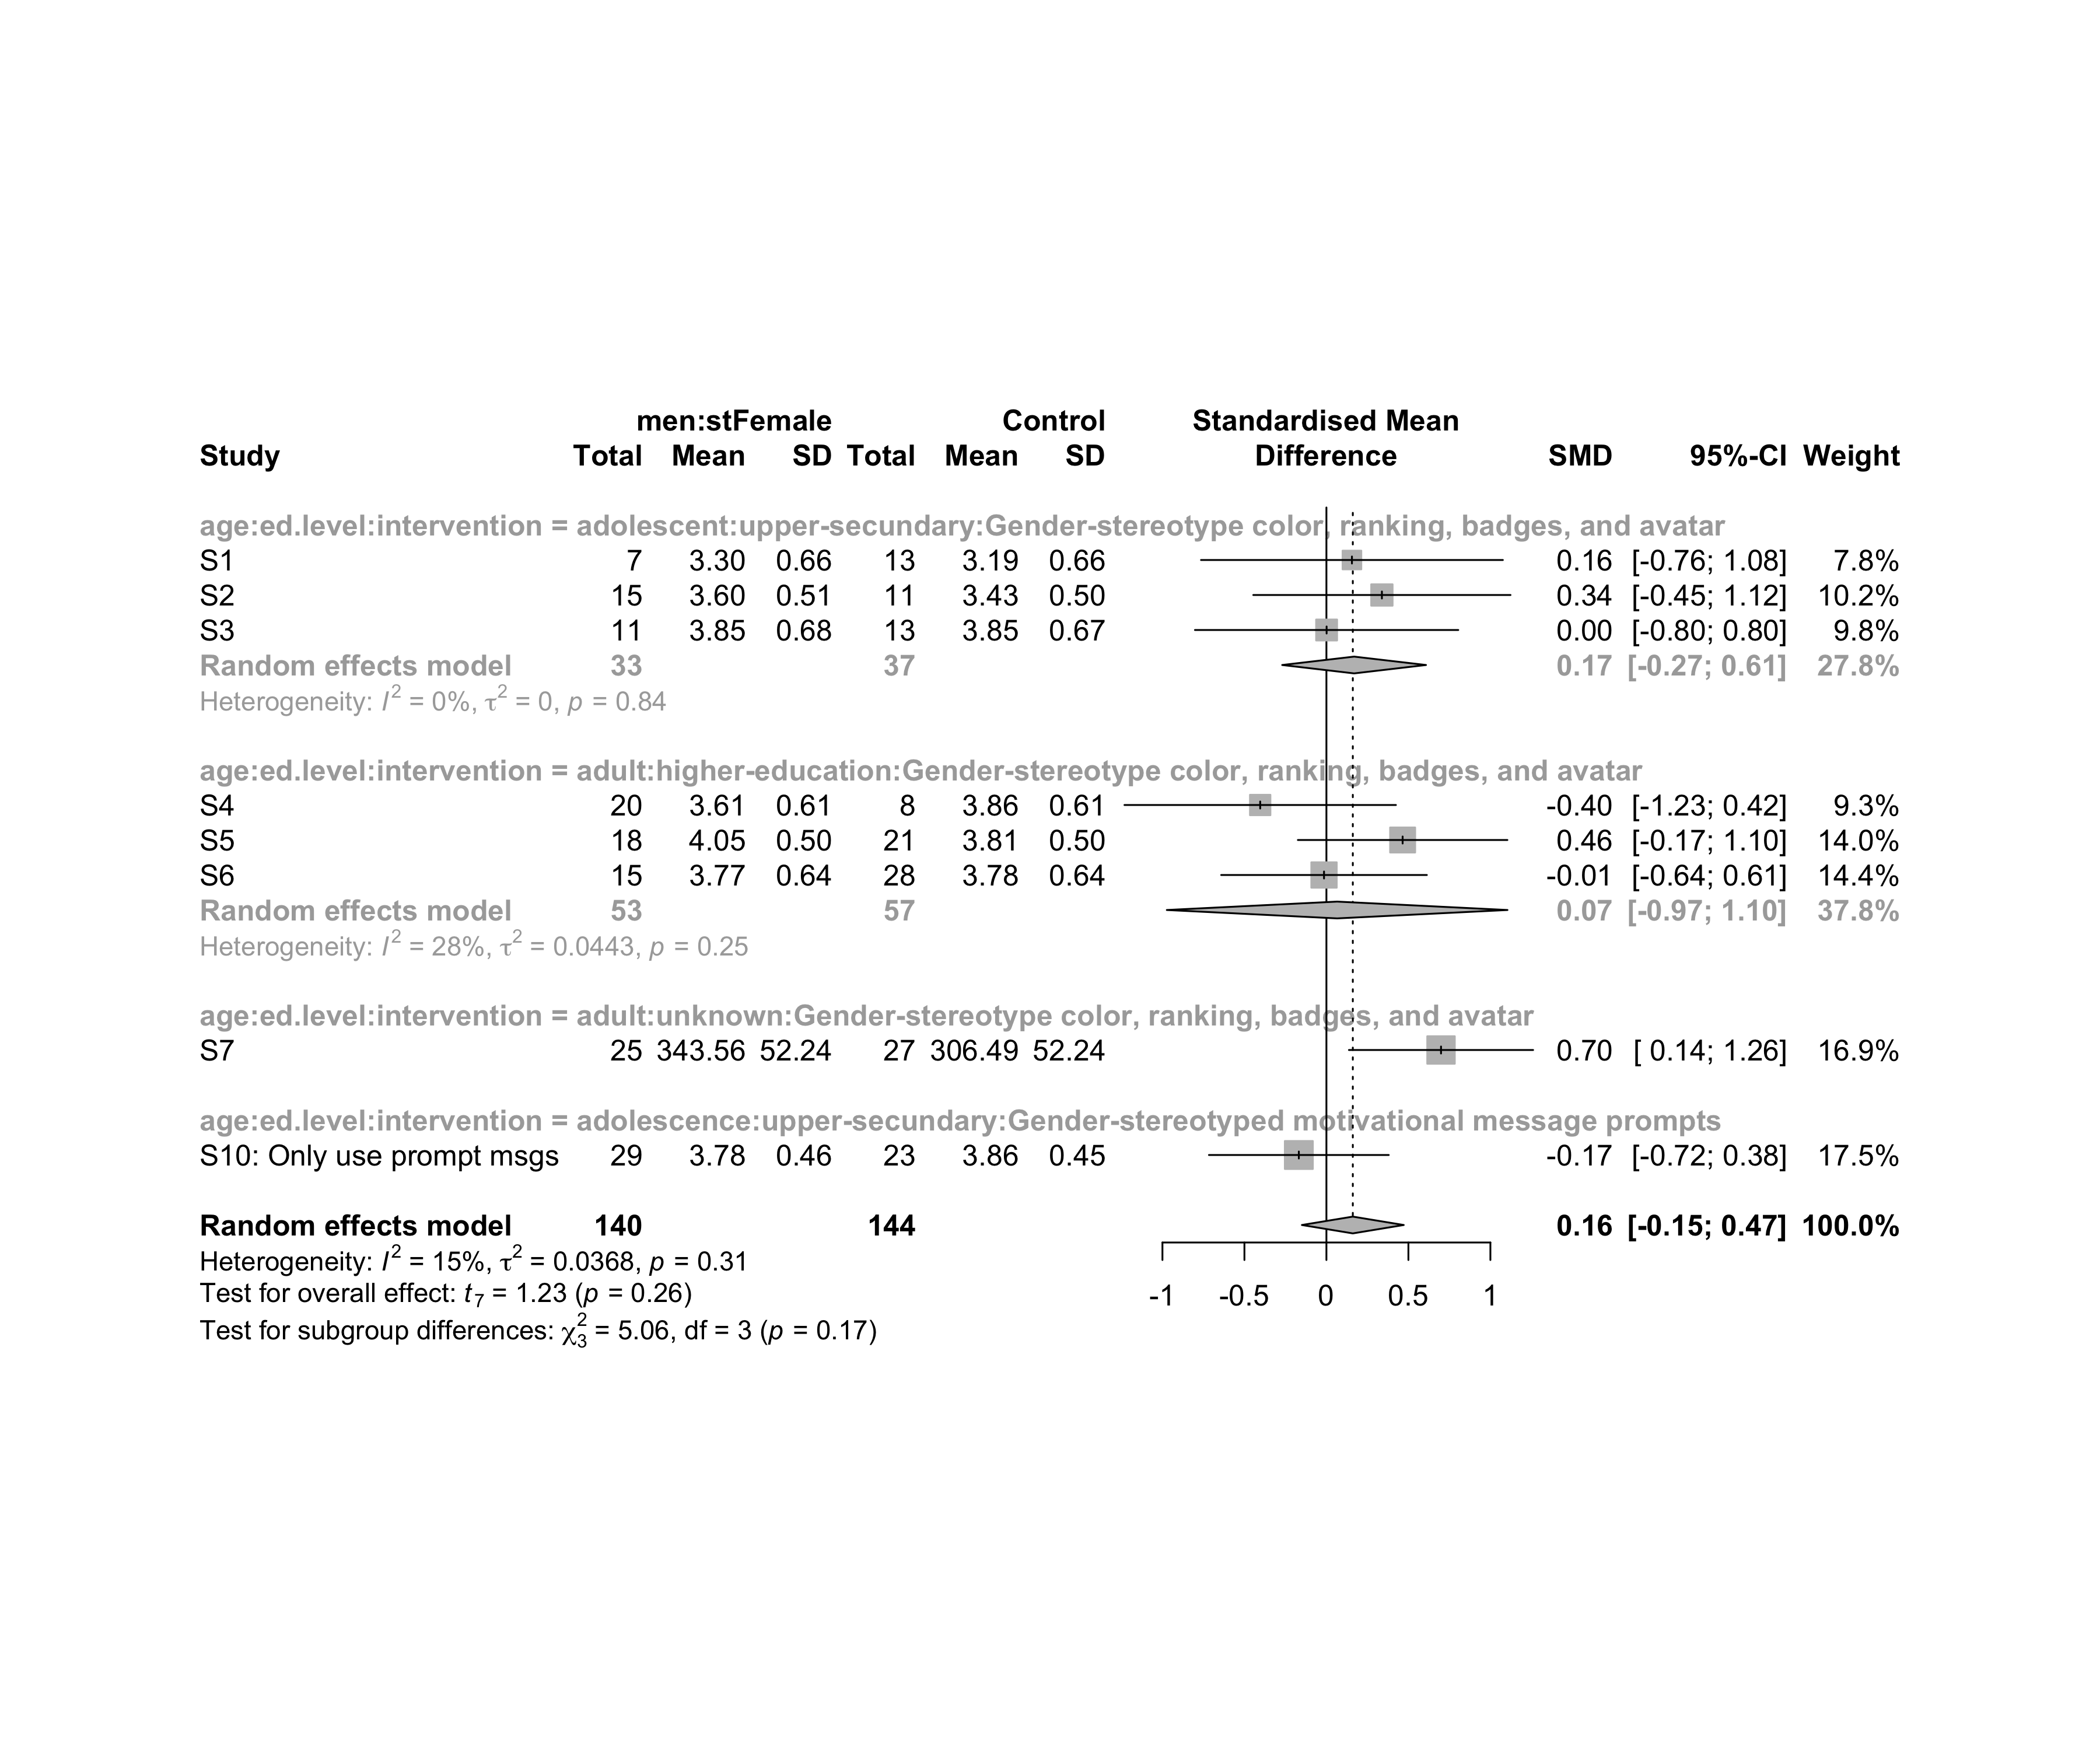 men:stFemale Control Standardised Mean
Study Total Mean SD Total Mean SD Difference SMD 95%-CI Weight
age:ed.level:intervention = adolescent:upper-secundary:Gender-stereotype color, ranking, badges, and avatar
S1 7 3.30 0.66 13 3.19 0.66 0.16 [-0.76; 1.08] 7.8%
S2 15 3.60 0.51 11 3.43 0.50 0.34 [-0.45; 1.12] 10.2%
S3 11 3.85 0.68 13 3.85 0.67 0.00 [-0.80; 0.80] 9.8%
Random effects model 33 37 0.17 [-0.27; 0.61] 27.8%
Heterogeneity: I² = 0%, τ² = 0, p = 0.84
age:ed.level:intervention = adult:higher-education:Gender-stereotype color, ranking, badges, and avatar
S4 20 3.61 0.61 8 3.86 0.61 -0.40 [-1.23; 0.42] 9.3%
S5 18 4.05 0.50 21 3.81 0.50 0.46 [-0.17; 1.10] 14.0%
S6 15 3.77 0.64 28 3.78 0.64 -0.01 [-0.64; 0.61] 14.4%
Random effects model 53 57 0.07 [-0.97; 1.10] 37.8%
Heterogeneity: I² = 28%, τ² = 0.0443, p = 0.25
age:ed.level:intervention = adult:unknown:Gender-stereotype color, ranking, badges, and avatar
S7 25 343.56 52.24 27 306.49 52.24 0.70 [ 0.14; 1.26] 16.9%
age:ed.level:intervention = adolescence:upper-secundary:Gender-stereotyped motivational message prompts
S10: Only use prompt msgs 29 3.78 0.46 23 3.86 0.45 -0.17 [-0.72; 0.38] 17.5%
Random effects model 140 144 0.16 [-0.15; 0.47] 100.0%
Heterogeneity: I² = 15%, τ² = 0.0368, p = 0.31
Test for overall effect: t₇ = 1.23 (p = 0.26)
-1 -0.5 0 0.5 1
Test for subgroup differences: χ²₃ = 5.06, df = 3 (p = 0.17)